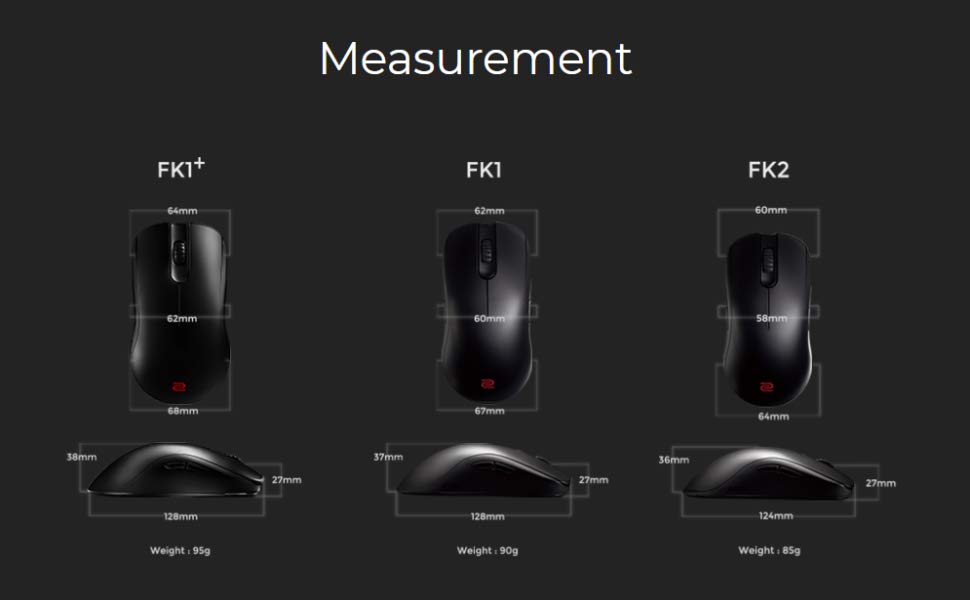 Measurement
FK1+
64mm
62mm
68mm
38mm
27mm
128mm
Weight : 95g
FK1
62mm
60mm
67mm
37mm
27mm
128mm
Weight : 90g
FK2
60mm
58mm
64mm
36mm
27mm
124mm
Weight : 85g